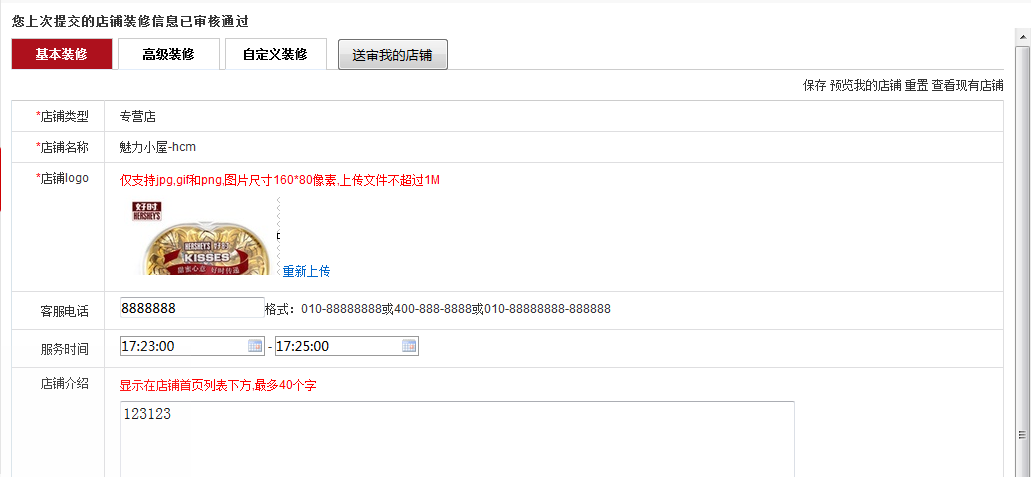 您上次提交的店铺装修信息已审核通过
基本装修 高级装修 自定义装修 送审我的店铺
保存 预览我的店铺 重置 查看现有店铺
*店铺类型 专营店
*店铺名称 魅力小屋-hcm
*店铺logo 仅支持jpg,gif和png,图片尺寸160*80像素,上传文件不超过1M
HERSHEY'S
HERSHEY'S 好时
KISSES
甜蜜心意 好时传递
重新上传
客服电话 8888888 格式：010-88888888或400-888-8888或010-88888888-888888
服务时间 17:23:00 - 17:25:00
店铺介绍 显示在店铺首页列表下方,最多40个字
123123